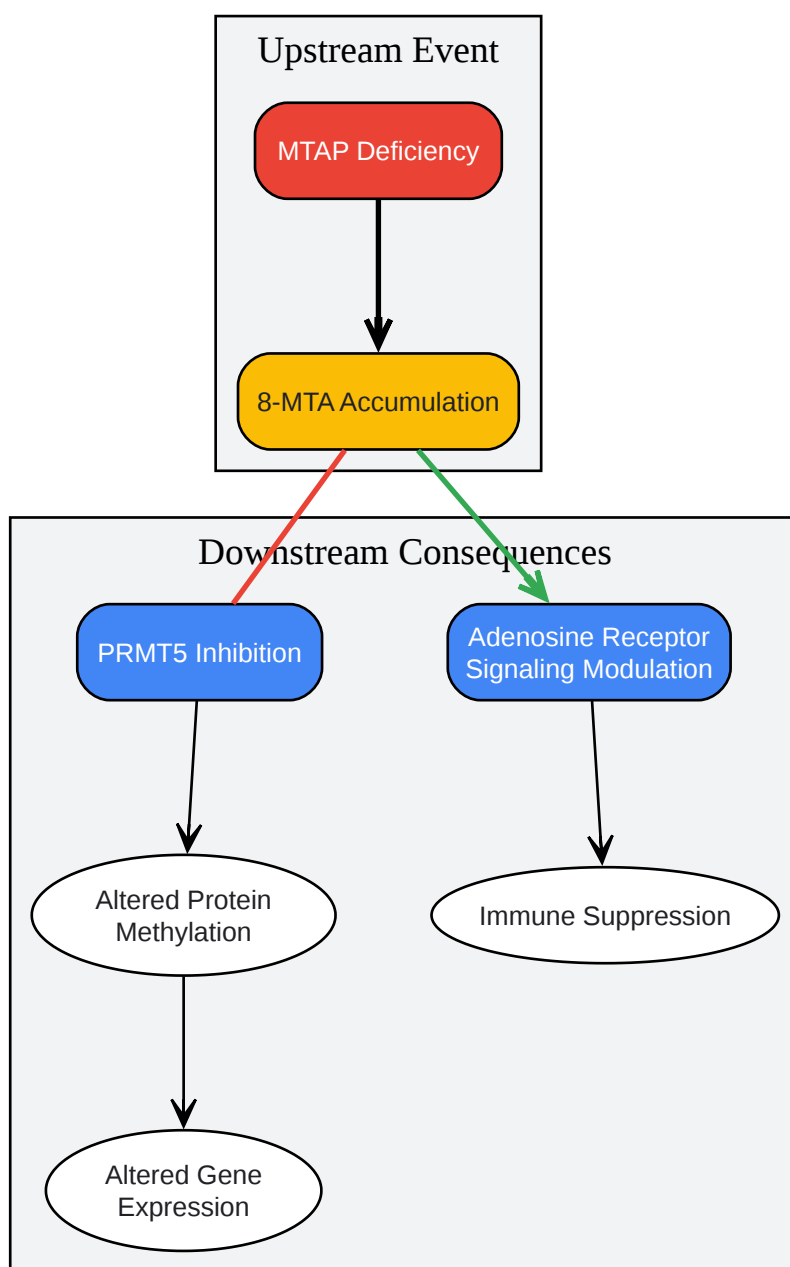 Upstream Event
MTAP Deficiency
8-MTA Accumulation
Downstream Consequences
PRMT5 Inhibition
Adenosine Receptor
Signaling Modulation
Altered Protein
Methylation
Immune Suppression
Altered Gene
Expression